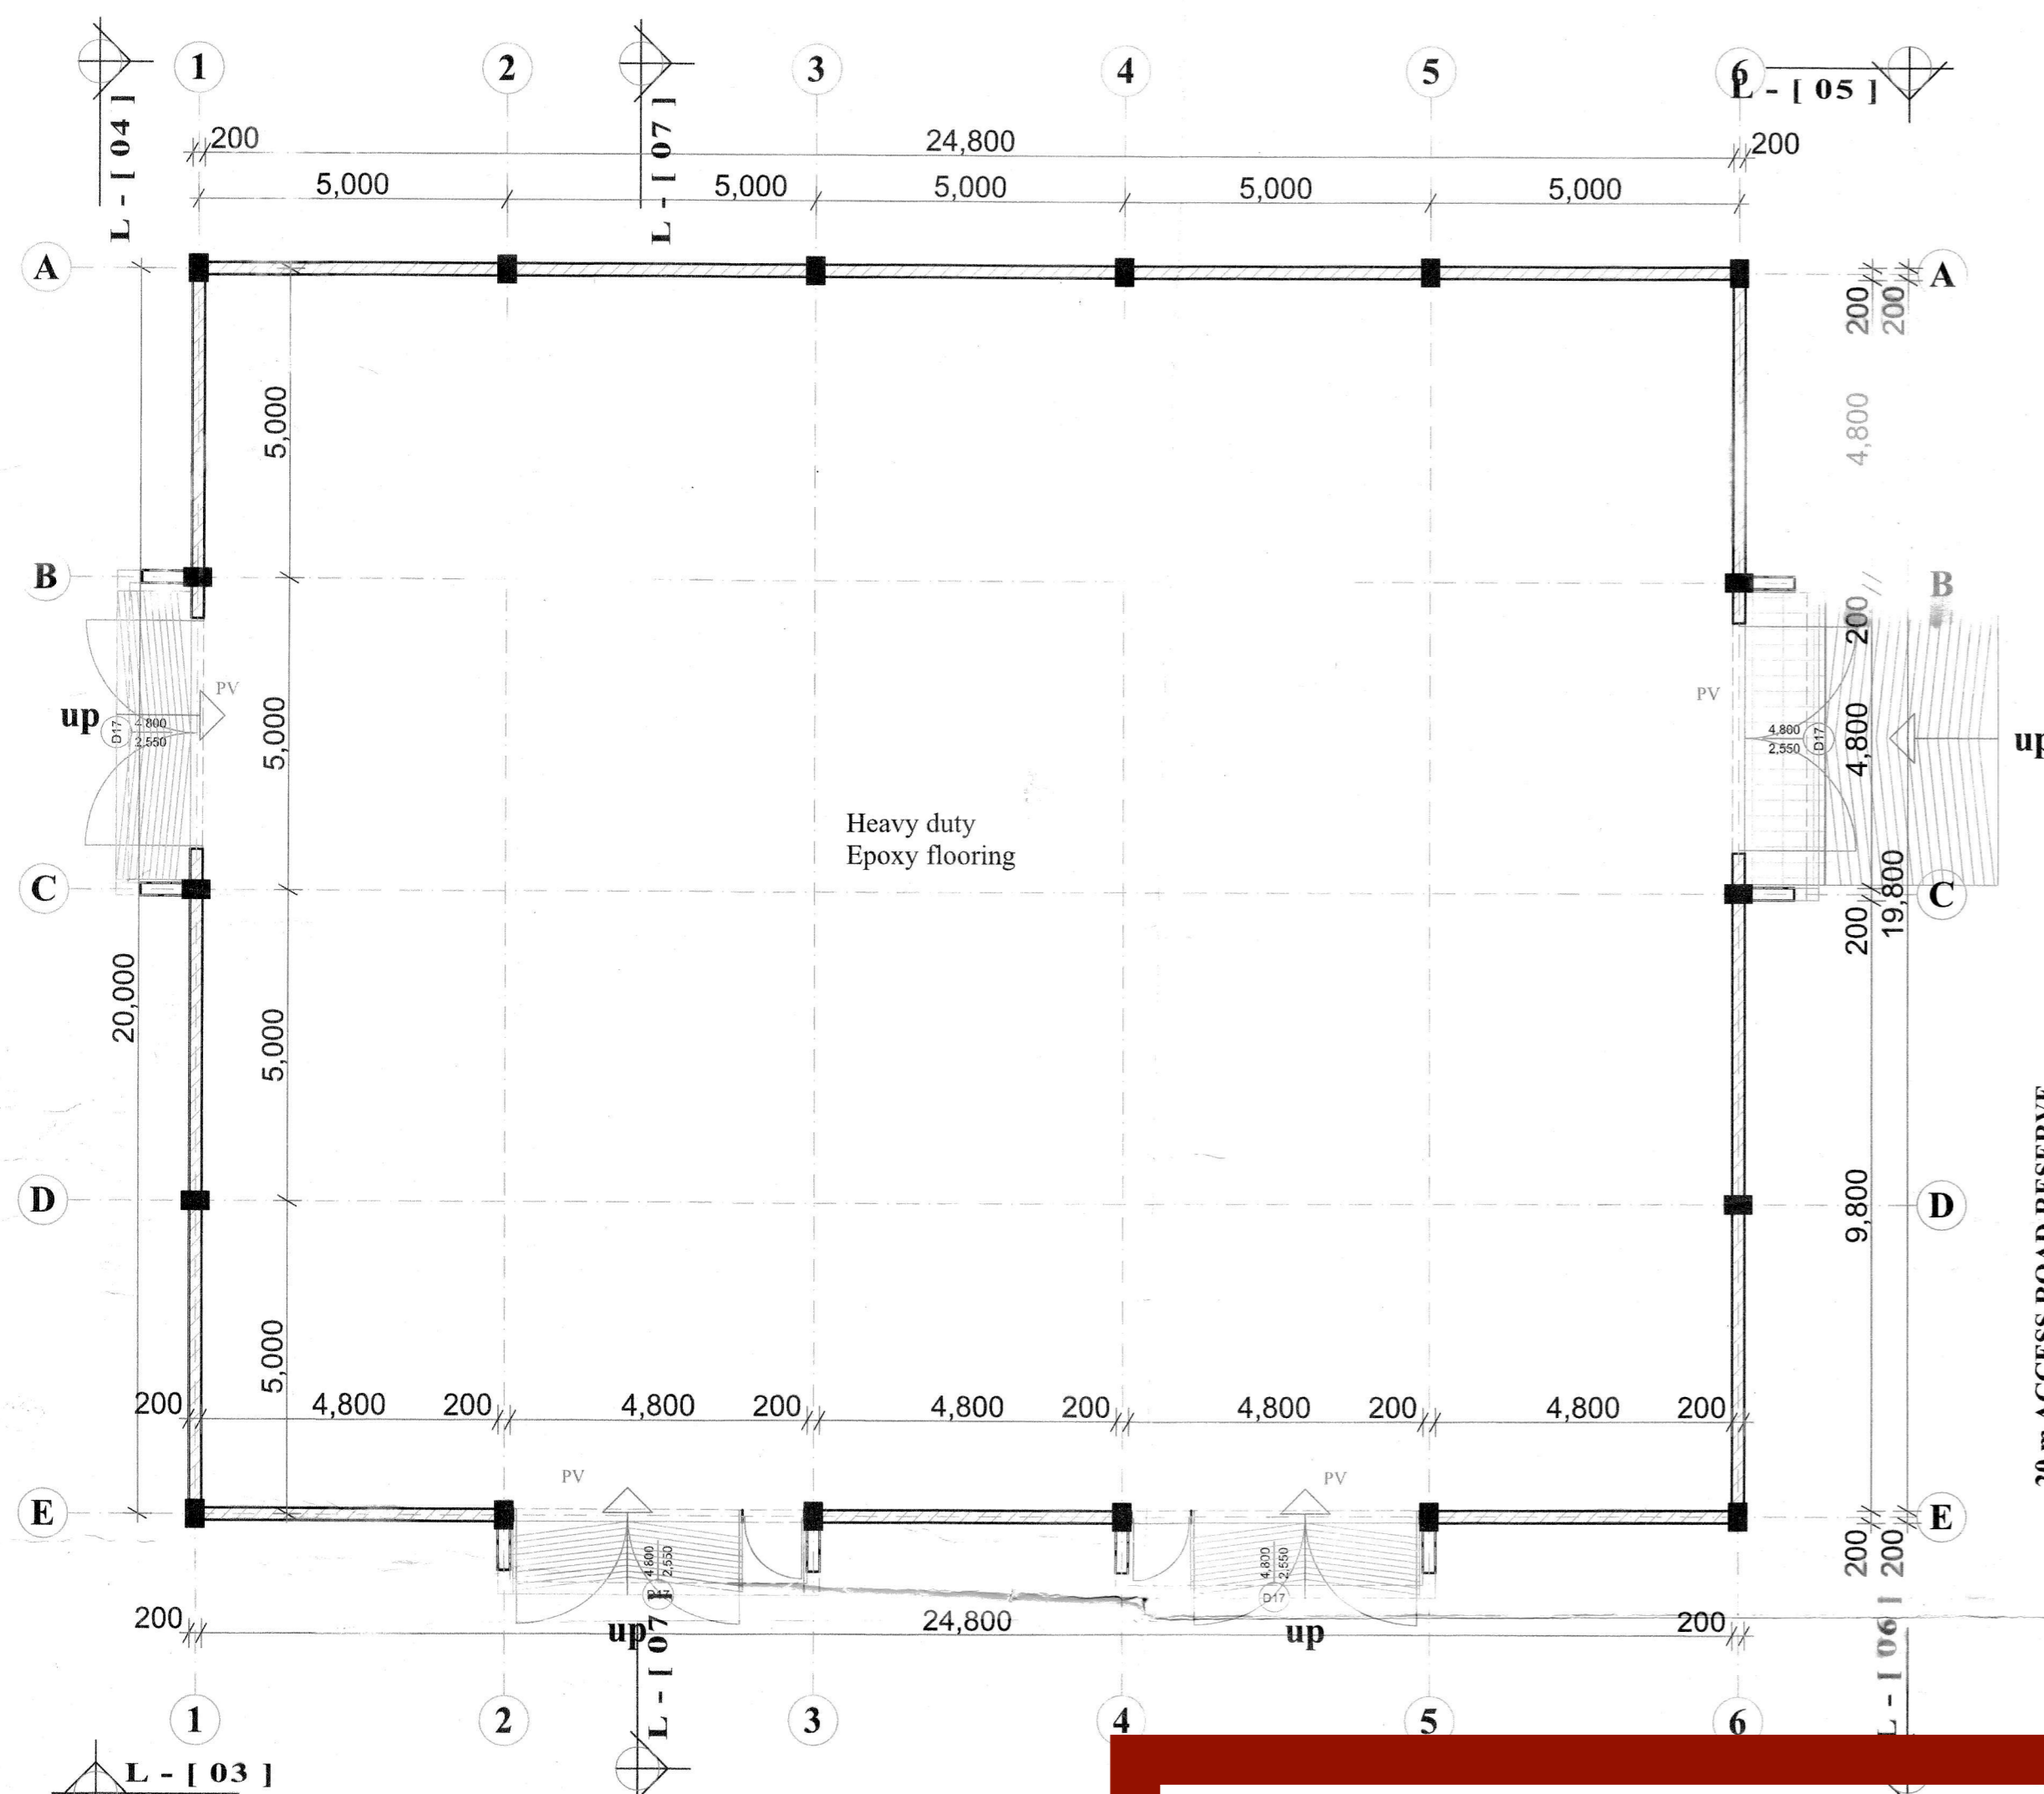 1
2
3
4
5
6
L - [ 04 ]
L - [ 07 ]
L - [ 05 ]
200
24,800
200
5,000
5,000
5,000
5,000
5,000
A
A
200
200
5,000
4,800
B
B
200
PV
PV
up
D17
4,800
2,550
4,800
2,550
D17
4,800
up
5,000
Heavy duty
Epoxy flooring
C
C
19,800
200
20,000
5,000
D
D
9,800
5,000
200
4,800
200
4,800
200
4,800
200
4,800
200
4,800
200
PV
PV
E
E
200
200
4,800
2,550
4,800
2,550
D17
200
24,800
200
up
up
L - [ 07 ]
L - [ 06 ]
1
2
3
4
5
6
L - [ 03 ]